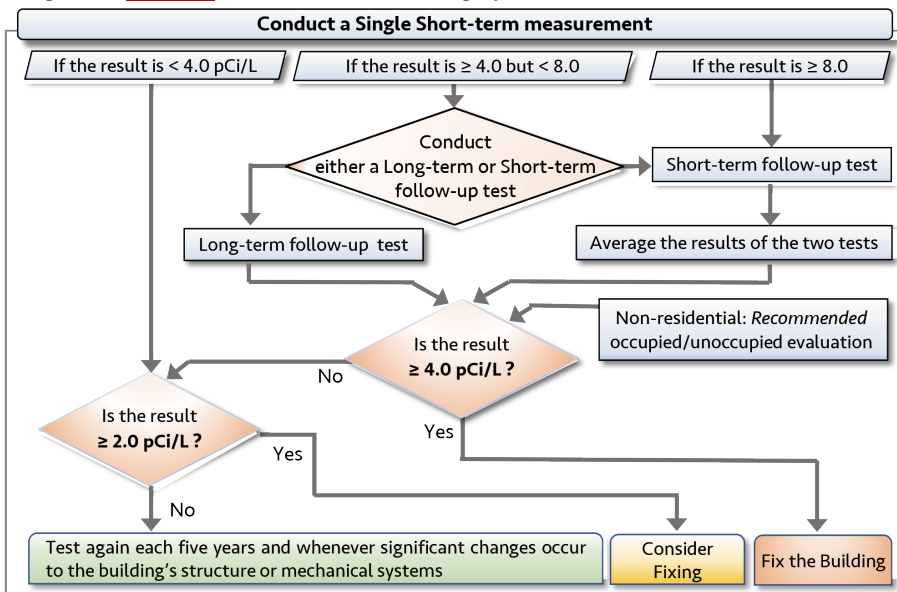 Conduct a Single Short-term measurement
If the result is < 4.0 pCi/L
If the result is ≥ 4.0 but < 8.0
If the result is ≥ 8.0
Conduct
either a Long-term or Short-term
follow-up test
Short-term follow-up test
Long-term follow-up test
Average the results of the two tests
Non-residential: Recommended
occupied/unoccupied evaluation
Is the result
≥ 4.0 pCi/L ?
No
Is the result
≥ 2.0 pCi/L ?
Yes
Yes
No
Test again each five years and whenever significant changes occur
to the building's structure or mechanical systems
Consider
Fixing
Fix the Building